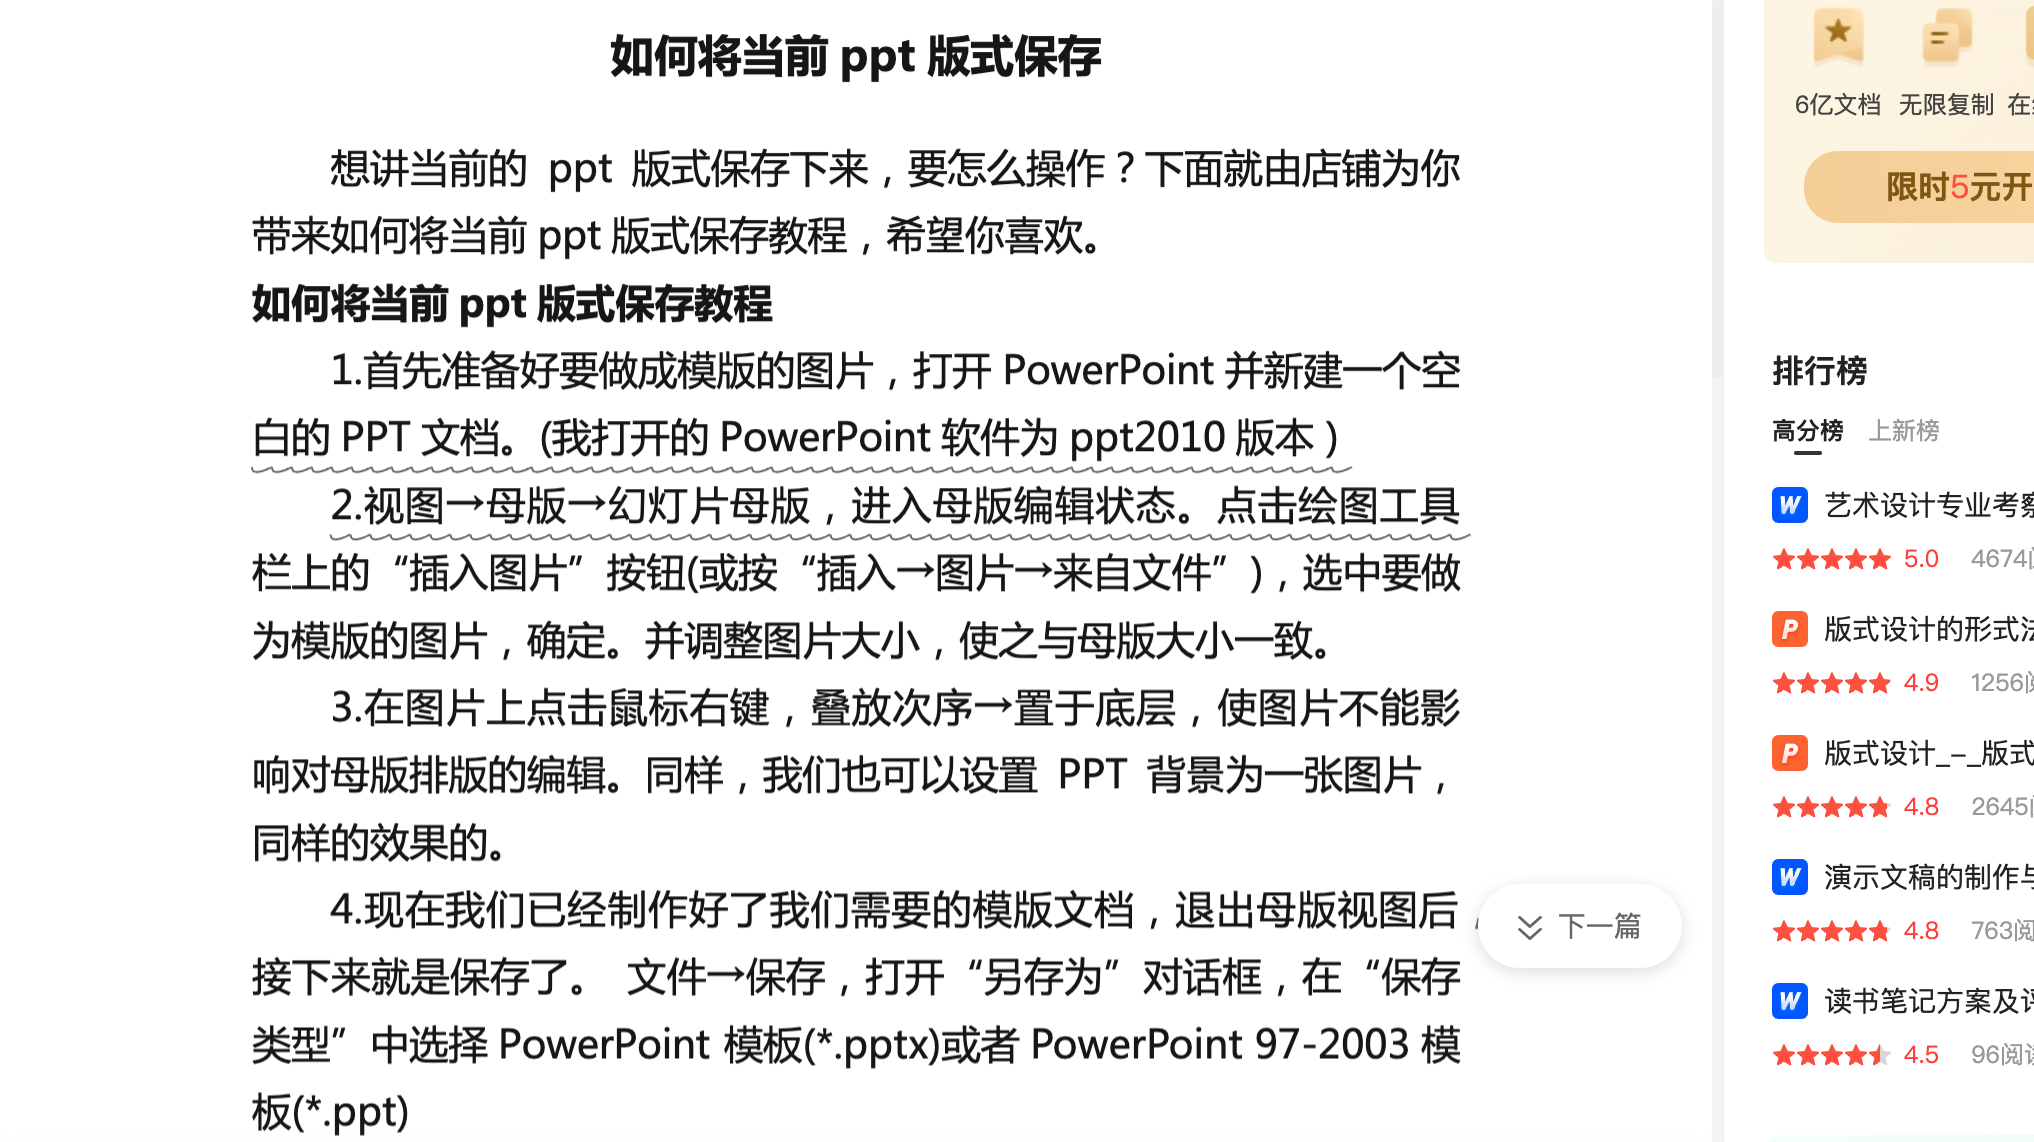 如何将当前 ppt 版式保存
想讲当前的 ppt 版式保存下来，要怎么操作？下面就由店铺为你
带来如何将当前 ppt 版式保存教程，希望你喜欢。
如何将当前 ppt 版式保存教程
1.首先准备好要做成模版的图片，打开 PowerPoint 并新建一个空
白的 PPT 文档。(我打开的 PowerPoint 软件为 ppt2010 版本）
2.视图→母版→幻灯片母版，进入母版编辑状态。点击绘图工具
栏上的“插入图片”按钮(或按“插入→图片→来自文件”)，选中要做
为模版的图片，确定。并调整图片大小，使之与母版大小一致。
3.在图片上点击鼠标右键，叠放次序→置于底层，使图片不能影
响对母版排版的编辑。同样，我们也可以设置 PPT 背景为一张图片，
同样的效果的。
4.现在我们已经制作好了我们需要的模版文档，退出母版视图后
接下来就是保存了。 文件→保存，打开“另存为”对话框，在“保存
类型”中选择 PowerPoint 模板(*.pptx)或者 PowerPoint 97-2003 模
板(*.ppt)
下一篇
6亿文档 无限复制 在
限时5元开
排行榜
高分榜 上新榜
艺术设计专业考察
5.0 4674
版式设计的形式法
4.9 1256阅
版式设计_–_版式
4.8 2645
演示文稿的制作与
4.8 763阅
读书笔记方案及评
4.5 96阅读